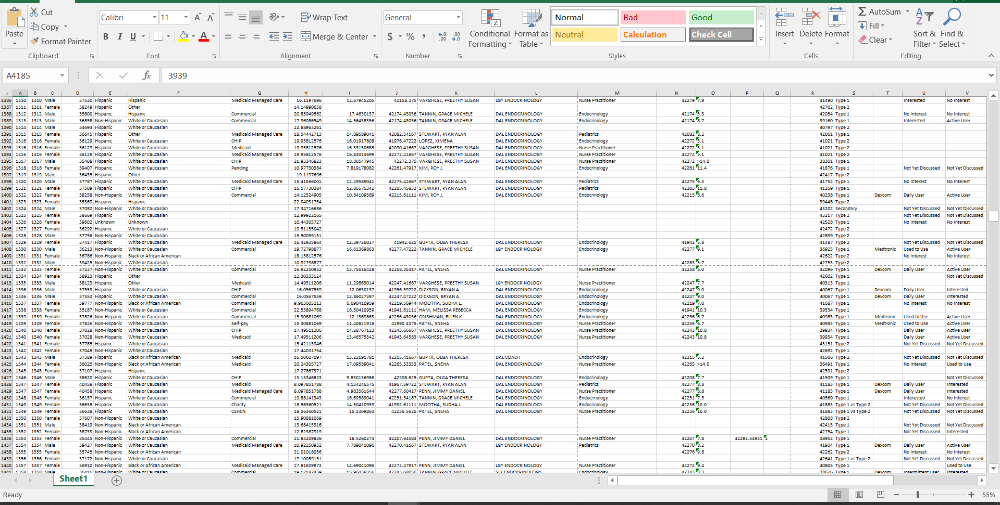 Paste
Cut
Copy
Format Painter
Clipboard
Calibri 11
B I U
Font
Wrap Text
Merge & Center
Alignment
General
$ % ,
Number
Conditional Formatting
Format as Table
Normal Bad Good
Neutral Calculation Check Cell
Styles
Insert Delete Format
Cells
AutoSum
Fill
Clear
Sort & Filter
Find & Select
Editing
A4185 fx 3939
A B C D E F G H I J K L M N O P Q R S T U V
1386 1310 1310 Male 37530 Hispanic Hispanic Medicaid Managed Care 16.1197696 12.67945205 42158.375 VARGHESE, PREETHY SUSAN LGY ENDOCRINOLOGY Nurse Practitioner 42279 7.9 41490 Type 1 Interested No Interest
1387 1311 1311 Female 38249 Hispanic Other 14.14990658 42702 Type 2
1388 1312 1312 Male 35800 Hispanic Hispanic Commercial 20.85949562 17.4630137 42174.43056 TANNIN, GRACE MICHELE DAL ENDOCRINOLOGY Endocrinology 42174 5.3 42054 Type 1 No Interest No Interest
1389 1313 1313 Male 36858 Non-Hispanic White or Caucasian Commercial 17.96086549 14.56438356 42174.43056 TANNIN, GRACE MICHELE DAL ENDOCRINOLOGY Endocrinology 42174 8.7 39160 Type 1 Interested Active User
1390 1314 1314 Male 34694 Hispanic White or Caucasian 23.88963261 40797 Type 2
1391 1315 1315 Female 36645 Hispanic Other Medicaid Managed Care 18.54442713 14.89589041 42082.54167 STEWART, RYAN ALAN DAL ENDOCRINOLOGY Pediatrics 42082 8.2 42061 Type 1
1392 1316 1316 Female 36129 Hispanic White or Caucasian CHIP 19.95812576 16.01917808 41976.47222 LOPEZ, XIMENA DAL ENDOCRINOLOGY Endocrinology 42272 5.1 41021 Type 2
1393 1316 1316 Female 36129 Hispanic White or Caucasian Medicaid 19.95812576 16.33150685 42090.41667 VARGHESE, PREETHY SUSAN DAL ENDOCRINOLOGY Nurse Practitioner 42272 5.1 41021 Type 2
1394 1316 1316 Female 36129 Hispanic White or Caucasian Medicaid Managed Care 19.95812576 16.83013699 42272.41667 VARGHESE, PREETHY SUSAN DAL ENDOCRINOLOGY Nurse Practitioner 42272 5.1 41021 Type 2
1395 1317 1317 Male 35408 Hispanic White or Caucasian CHIP 21.93346823 18.80547945 42272.375 VARGHESE, PREETHY SUSAN DAL ENDOCRINOLOGY Nurse Practitioner 42272 >14.0 38301 Type 1
1396 1318 1318 Female 39407 Hispanic White or Caucasian Pending 10.97730384 7.819178082 42261.47917 KIM, ROY J. DAL ENDOCRINOLOGY Endocrinology 42261 11.4 41876 Type 1 Not Yet Discussed Not Yet Discussed
1397 1319 1319 Male 36435 Hispanic Other 19.1197696 42417 Type 2
1398 1320 1320 Male 37787 Hispanic White or Caucasian Medicaid Managed Care 15.41566001 12.29589041 42275.41667 STEWART, RYAN ALAN DAL ENDOCRINOLOGY Pediatrics 42275 6.3 41752 Type 1 No Interest No Interest
1399 1321 1321 Female 37509 Hispanic White or Caucasian CHIP 16.17730384 12.86575342 42205.45833 STEWART, RYAN ALAN DAL ENDOCRINOLOGY Pediatrics 42205 11.8 41359 Type 1
1400 1322 1322 Female 38258 Non-Hispanic White or Caucasian Commercial 14.12524905 10.84109589 42215.61111 KIM, ROY J. DAL ENDOCRINOLOGY Endocrinology 42215 8.6 40238 Type 1 Dexcom Daily User Active User
1401 1323 1323 Female 35369 Hispanic Hispanic 22.04031754 39448 Type 2
1402 1324 1324 Male 37082 Non-Hispanic White or Caucasian 17.34716686 43202 Secondary Not Yet Discussed Not Yet Discussed
1403 1325 1325 Female 38669 Hispanic White or Caucasian 12.99922165 43217 Type 2 Not Yet Discussed Not Yet Discussed
1404 1326 1326 Female 39602 Unknown Unknown 10.44305727 42528 Type 1 No Interest No Interest
1405 1327 1327 Female 36292 Hispanic White or Caucasian 19.51155042 42472 Type 2
1406 1328 1328 Male 37756 Non-Hispanic White or Caucasian 15.50059151 42899 Type 2
1407 1329 1329 Female 37417 Hispanic White or Caucasian Medicaid Managed Care 16.42935864 12.39726027 41942.625 GUPTA, OLGA THERESA DAL ENDOCRINOLOGY Endocrinology 41942 5.8 41487 Type 2 Not Yet Discussed Not Yet Discussed
1408 1330 1330 Male 36213 Non-Hispanic White or Caucasian Commercial 19.72798877 16.61369863 42277.47222 TANNIN, GRACE MICHELE LGY ENDOCRINOLOGY Endocrinology 42277 9.1 36923 Type 1 Medtronic Used to Use Active User
1409 1331 1331 Female 36786 Non-Hispanic Black or African American 18.15812576 42622 Type 2 No Interest No Interest
1410 1332 1332 Male 39425 Non-Hispanic White or Caucasian 10.92798877 42283 5.7 42753 Type 2
1411 1333 1333 Female 37237 Non-Hispanic White or Caucasian Commercial 16.92250932 13.75616438 42258.35417 PATEL, SNEHA DAL ENDOCRINOLOGY Nurse Practitioner 42258 5.0 42096 Type 1 Dexcom Daily User Active User
1412 1334 1334 Female 38923 Hispanic Other 12.30333124 42602 Type 1 Not Yet Discussed
1413 1335 1335 Male 38123 Hispanic Other Medicaid 14.49511206 11.29863014 42247.41667 VARGHESE, PREETHY SUSAN LGY ENDOCRINOLOGY Nurse Practitioner 42247 7.7 40313 Type 1
1414 1336 1336 Male 37553 Hispanic White or Caucasian CHIP 16.0567559 12.0630137 41956.59722 DICKSON, BRYAN A. DAL ENDOCRINOLOGY Endocrinology 42247 9.0 40067 Type 1 Dexcom Daily User Interested
1415 1336 1336 Male 37553 Hispanic White or Caucasian Commercial 16.0567559 12.86027397 42247.47222 DICKSON, BRYAN A. DAL ENDOCRINOLOGY Endocrinology 42247 9.0 40067 Type 1 Dexcom Daily User Interested
1416 1337 1337 Female 39777 Non-Hispanic Black or African American Commercial 9.963605213 6.690410959 42219.56944 MOOTHA, SUDHA L. DAL ENDOCRINOLOGY Endocrinology 42219 7.0 41687 Type 1 No Interest No Interest
1417 1338 1338 Female 35187 Non-Hispanic White or Caucasian Commercial 22.53894768 18.50410959 41941.61111 HAM, MELISSA REBECCA DAL ENDOCRINOLOGY Endocrinology 41941 10.3 39534 Type 1
1418 1339 1339 Female 37826 Non-Hispanic White or Caucasian Commercial 15.30881069 12.1369863 42256.43056 GRISHMAN, ELLEN K. DAL ENDOCRINOLOGY Endocrinology 42256 6.7 40983 Type 1 Medtronic Used to Use Active User
1419 1339 1339 Female 37826 Non-Hispanic White or Caucasian Self-pay 15.30881069 11.40821918 41990.4375 PATEL, SNEHA DAL ENDOCRINOLOGY Nurse Practitioner 42256 6.7 40983 Type 1 Medtronic Used to Use Active User
1420 1340 1340 Female 37028 Non-Hispanic White or Caucasian CHIP 17.49511206 14.28767123 42243.66667 VARGHESE, PREETHY SUSAN DAL ENDOCRINOLOGY Nurse Practitioner 42243 10.8 39934 Type 1 Daily User Active User
1421 1340 1340 Female 37028 Non-Hispanic White or Caucasian Medicaid 17.49511206 13.46575342 41943.64583 VARGHESE, PREETHY SUSAN DAL ENDOCRINOLOGY Nurse Practitioner 42243 10.8 39934 Type 1 Daily User Active User
1422 1341 1341 Female 37785 Hispanic White or Caucasian 15.42113946 43151 Type 2 Not Yet Discussed Not Yet Discussed
1423 1342 1342 Female 37048 Non-Hispanic White or Caucasian 17.44031754 42692 Type 1
1424 1343 1343 Male 37389 Hispanic Black or African American Medicaid 16.50607097 13.22191781 42215.41667 GUPTA, OLGA THERESA DAL COACH Endocrinology 42215 5.2 41506 Type 2 Not Yet Discussed Not Yet Discussed
1425 1344 1344 Female 36025 Non-Hispanic Black or African American Medicaid 20.24305727 17.09589041 42265.33333 PATEL, SNEHA DAL ENDOCRINOLOGY Nurse Practitioner 42265 >14.0 36491 Type 1 No Interest Used to Use
1426 1345 1345 Female 37107 Hispanic Hispanic 17.27867371 42591 Type 2
1427 1346 1346 Male 38620 Hispanic White or Caucasian CHIP 13.13346823 9.830136986 42208.625 GUPTA, OLGA THERESA DAL ENDOCRINOLOGY Endocrinology 42208 7.7 41509 Type 1 Not Yet Discussed
1428 1347 1347 Female 40458 Hispanic White or Caucasian Medicaid 8.097851788 4.134246575 41967.59722 STEWART, RYAN ALAN DAL ENDOCRINOLOGY Pediatrics 42277 8.8 41183 Type 1 Dexcom Daily User Interested
1429 1347 1347 Female 40458 Hispanic White or Caucasian Medicaid Managed Care 8.097851788 4.983561644 42277.60417 PENN, JIMMY DANIEL DAL ENDOCRINOLOGY Nurse Practitioner 42277 8.8 41183 Type 1 Dexcom Daily User Interested
1430 1348 1348 Female 36157 Hispanic White or Caucasian Commercial 19.88141343 16.69589041 42251.54167 TANNIN, GRACE MICHELE DAL ENDOCRINOLOGY Endocrinology 42251 7.5 40569 Type 1 Interested No Interest
1431 1349 1349 Female 36638 Hispanic White or Caucasian Charity 18.56360521 14.50410959 41932.61111 MOOTHA, SUDHA L. DAL ENDOCRINOLOGY Endocrinology 42236 10.0 41883 Type 1 vs Type 2 Not Yet Discussed Not Yet Discussed
1432 1349 1349 Female 36638 Hispanic White or Caucasian CSHCN 18.56360521 15.3369863 42236.5625 PATEL, SNEHA DAL ENDOCRINOLOGY Nurse Practitioner 42236 10.0 41883 Type 1 vs Type 2 Not Yet Discussed Not Yet Discussed
1433 1350 1350 Female 37607 Non-Hispanic White or Caucasian 15.90881069 42808 Type 2
1434 1351 1351 Male 38419 Non-Hispanic Black or African American 13.68415316 42415 Type 1 Not Yet Discussed Not Yet Discussed
1435 1352 1352 Female 38733 Non-Hispanic Black or African American 12.82387919 42754 Type 1 Not Yet Discussed Interested
1436 1353 1353 Female 35445 Non-Hispanic White or Caucasian Commercial 21.83209836 18.5260274 42207.64583 PENN, JIMMY DANIEL DAL ENDOCRINOLOGY Nurse Practitioner 42207 7.8 42292.54931 1 38952 Type 1
1437 1354 1354 Male 39427 Non-Hispanic White or Caucasian Medicaid Managed Care 10.92250932 7.789041096 42270.41667 STEWART, RYAN ALAN LGY ENDOCRINOLOGY Pediatrics 42270 8.2 41934 Type 1 Dexcom Daily User Active User
1438 1355 1355 Female 35745 Non-Hispanic Black or African American 21.01018056 42276 9.8 42262 Type 2 No Interest No Interest
1439 1356 1356 Female 37172 Non-Hispanic White or Caucasian 17.10059151 42641 Type 1 vs Type 2 Not Yet Discussed Not Yet Discussed
1440 1357 1357 Female 36910 Non-Hispanic Black or African American Medicaid Managed Care 17.81839973 14.69041096 42272.47917 PENN, JIMMY DANIEL LGY ENDOCRINOLOGY Nurse Practitioner 42272 9.4 40805 Type 1 Used to Use
1441 1358 1358 Male 36416 Non-Hispanic White or Caucasian Commercial 19.17182439 15.96438356 42243.68056 TANNIN, GRACE MICHELE SLK ENDOCRINOLOGY Endocrinology 42243 8.3 38626 Type 1 Dexcom Intermittent User Interested
Sheet1
Ready 55%